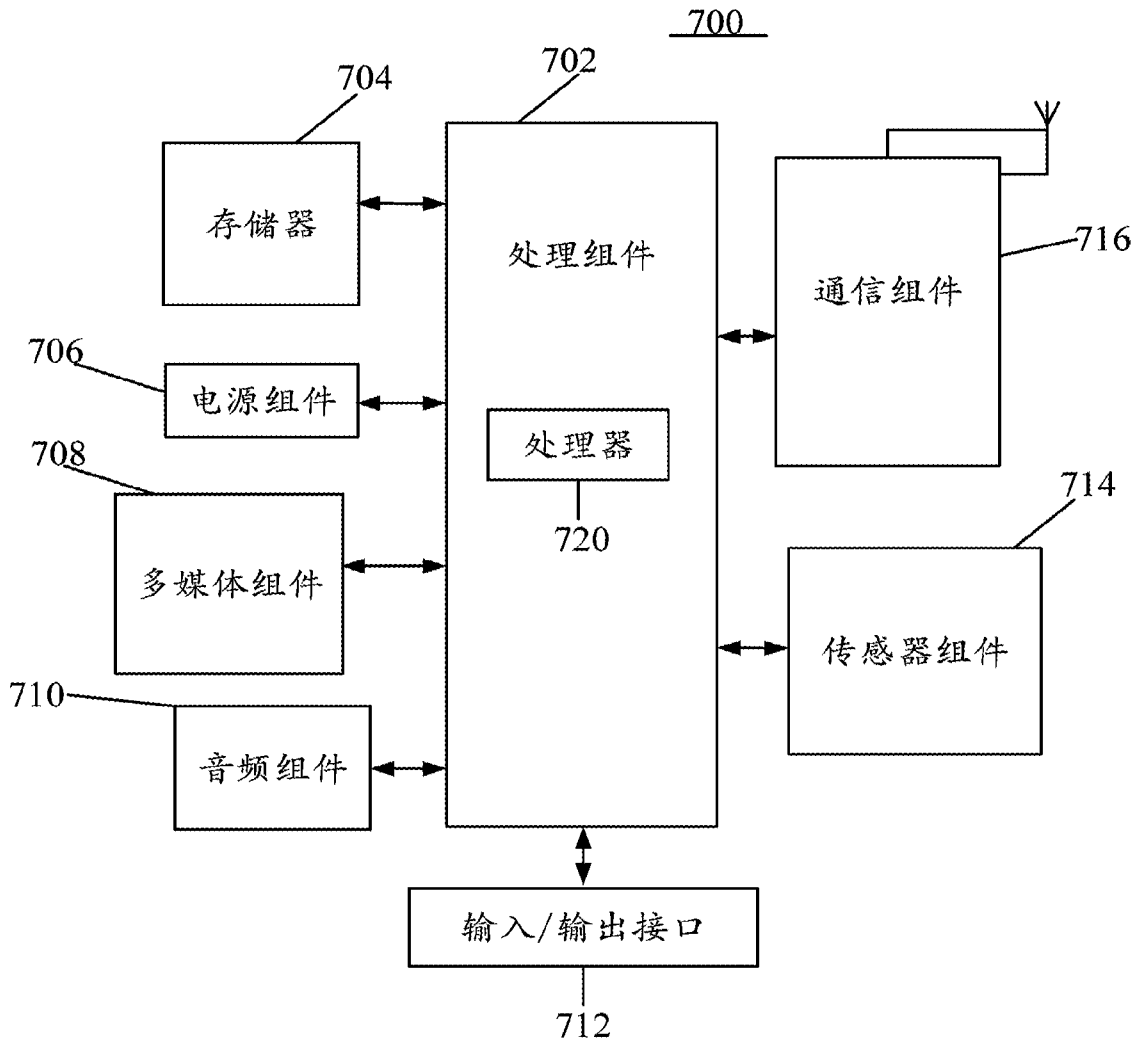 700
702
704
存储器
处理组件
716
通信组件
706
电源组件
处理器
708
720
714
多媒体组件
传感器组件
710
音频组件
输入/输出接口
712